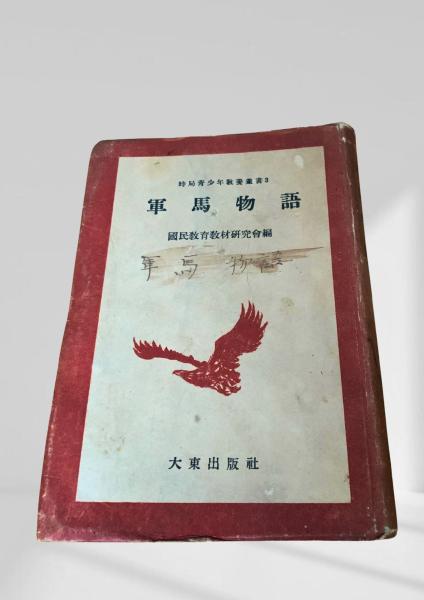 時局青少年教養叢書3
軍馬物語
國民教育教材研究會編
軍馬物語
大東出版社